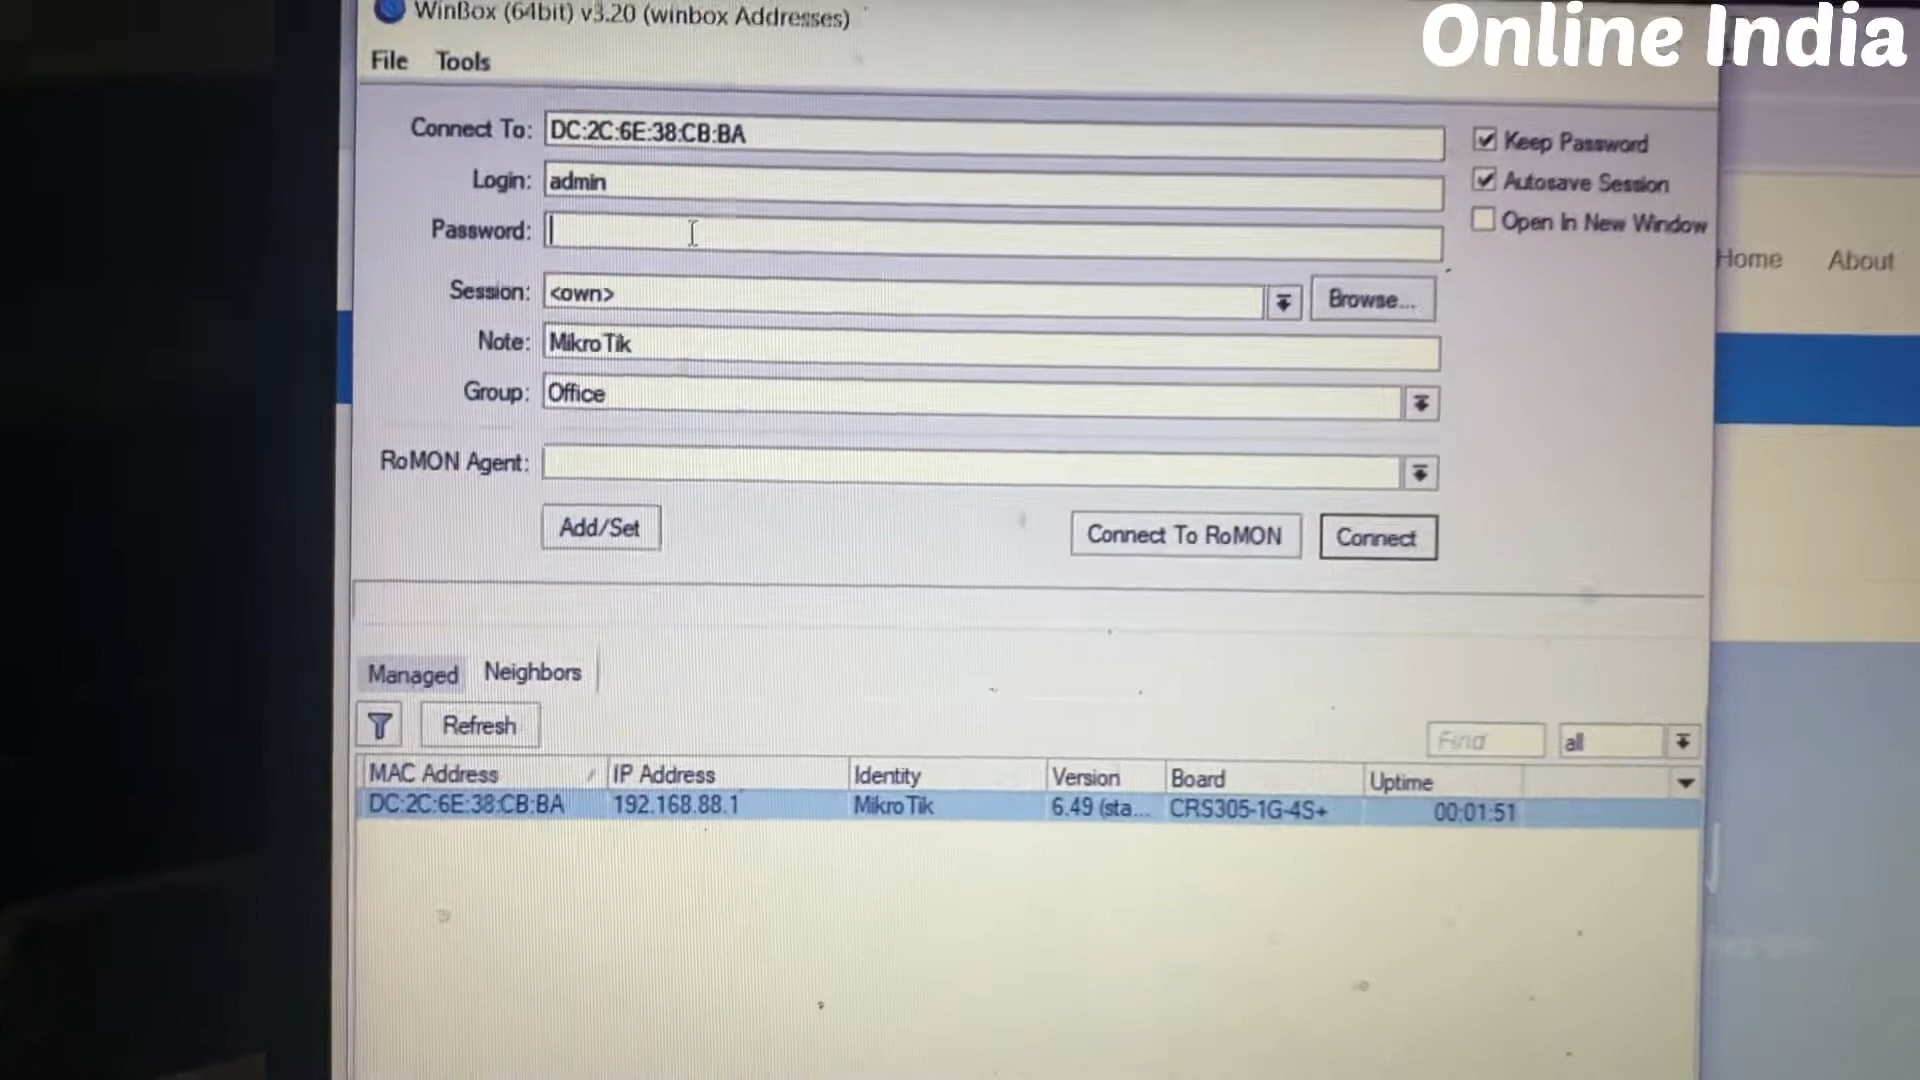 WinBox (64bit) v3.20 (winbox Addresses)
Online India
File Tools
Connect To: DC:2C:6E:38:CB:BA
Keep Password
Login: admin
Autosave Session
Password:
Open In New Window
Home About
Session: <own> Browse...
Note: MikroTik
Group: Office
RoMON Agent:
Add/Set Connect To RoMON Connect
Managed Neighbors
Refresh Find all
MAC Address IP Address Identity Version Board Uptime
DC:2C:6E:38:CB:BA 192.168.88.1 MikroTik 6.49 (sta... CRS305-1G-4S+ 00:01:51